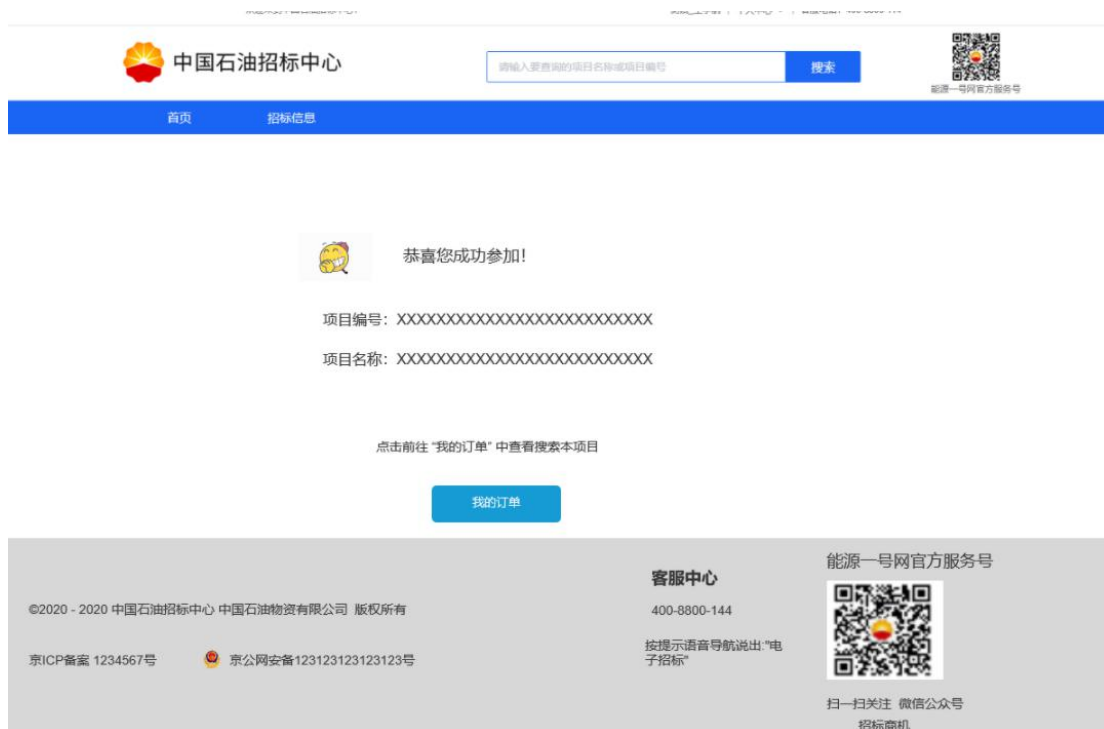 中国石油招标中心
请输入要查询的项目名称或项目编号
搜索
能源一号网官方服务号
首页 招标信息
恭喜您成功参加！
项目编号：XXXXXXXXXXXXXXXXXXXXXXXXXX
项目名称：XXXXXXXXXXXXXXXXXXXXXXXXXX
点击前往 "我的订单" 中查看搜索本项目
我的订单
©2020 - 2020 中国石油招标中心 中国石油物资有限公司 版权所有
京ICP备案 1234567号 京公网安备123123123123123号
客服中心
400-8800-144
按提示语音导航说出:"电
子招标"
能源一号网官方服务号
扫一扫关注 微信公众号
招标商机